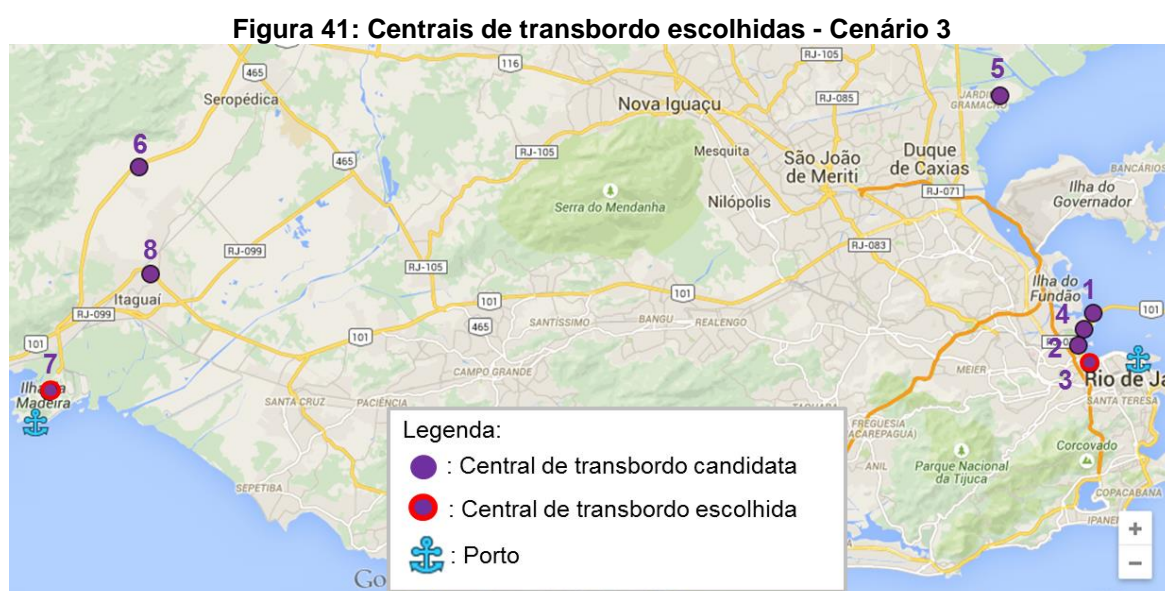 Figura 41: Centrais de transbordo escolhidas - Cenário 3
116
RJ-105
5
465
Seropédica
Nova Iguaçu
RJ-085
JARDIM
GRAMACHO
6
465
RJ-105
Mesquita
São João
de Meriti
Duque
de Caxias
BANCÁRIOS
RJ-071
Ilha do
Governador
Serra do Mendanha
Nilópolis
8
RJ-099
RJ-083
RJ-105
Itaguaí
Ilha do
Fundão
1
101
101
101
RJ-099
465
SANTÍSSIMO
BANGU
REALENGO
4
101
101
2
7
MEIER
3
Rio de Ja
CAMPO GRANDE
Ilha
Madeira
SANTA CRUZ
PACIÊNCIA
SANTA TERESA
Legenda:
: Central de transbordo candidata
: Central de transbordo escolhida
: Porto
FREGUESIA
ANIL
Parque Nacional
da Tijuca
Corcovado
SEPETIBA
COPACABANA
IPANE
+
−
Go